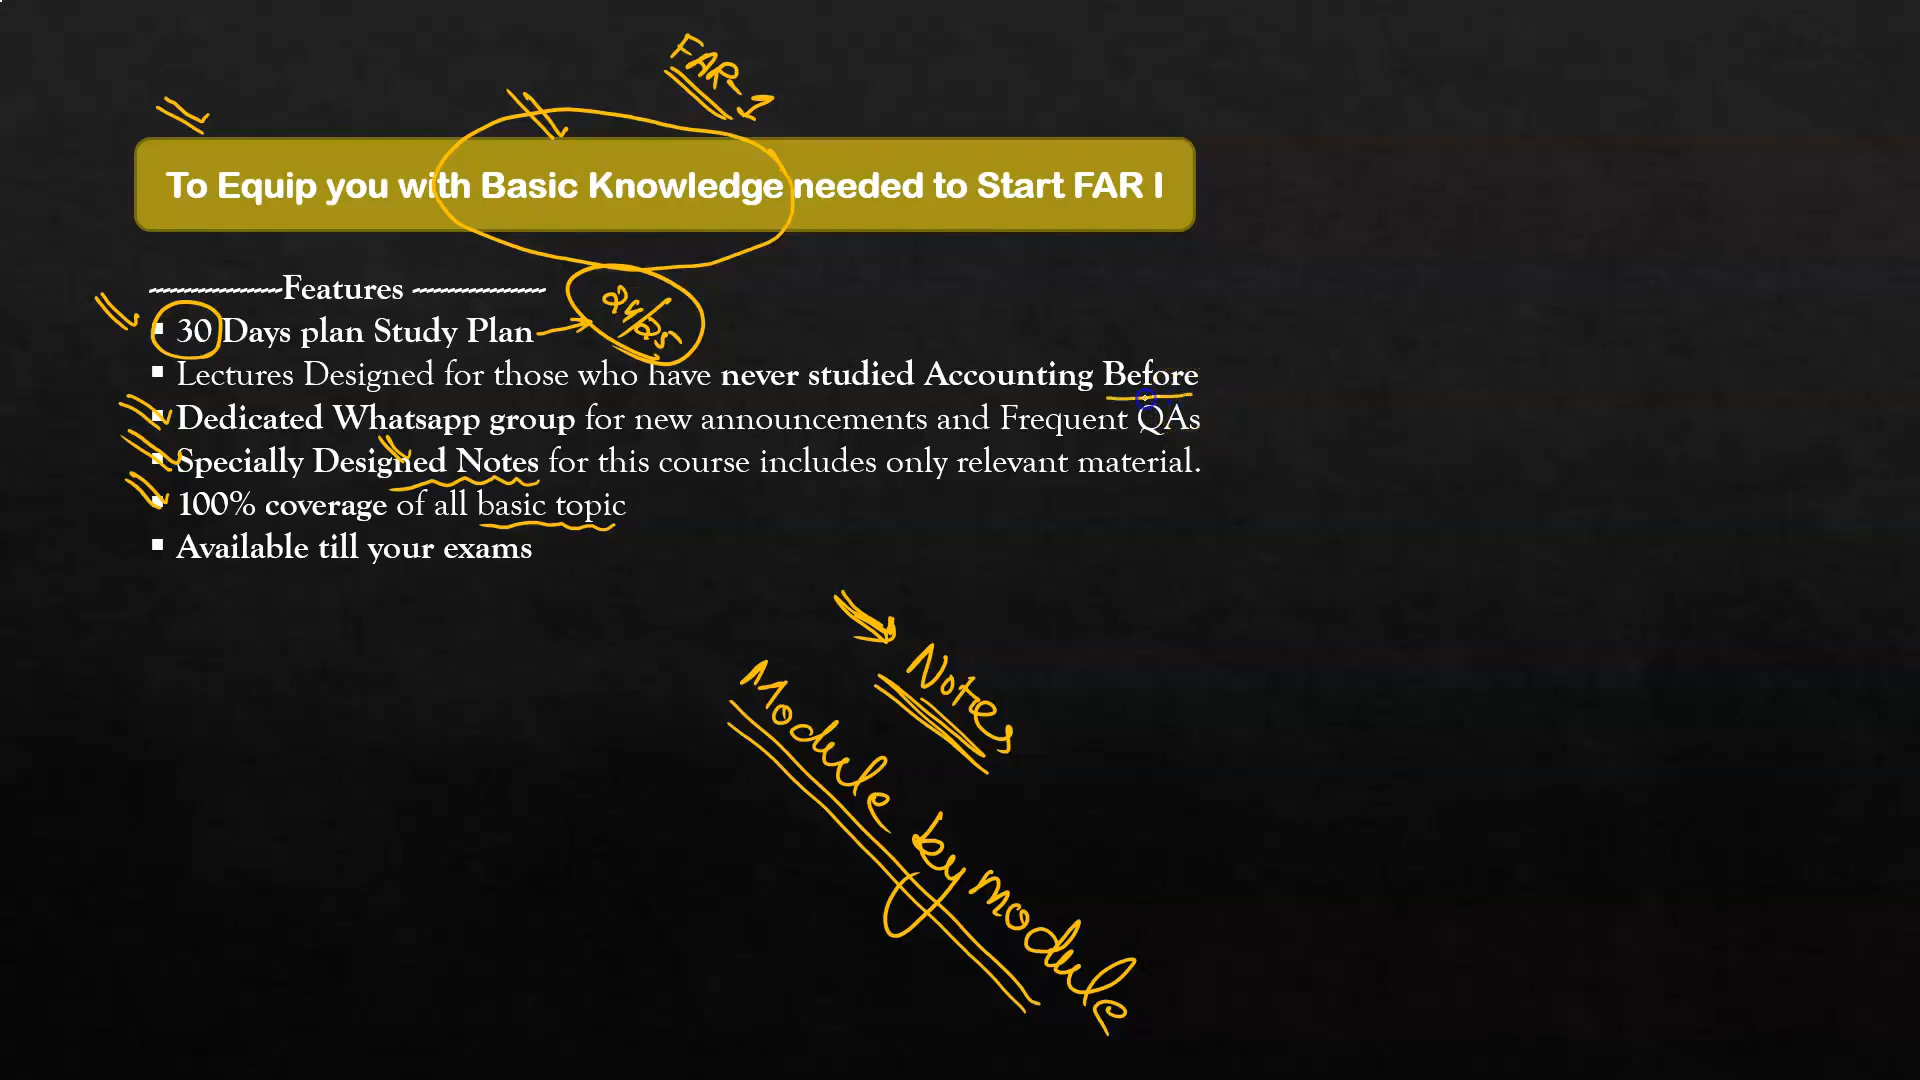 FAR-1
To Equip you with Basic Knowledge needed to Start FAR I
----------------Features ----------------
24/25
▪ 30 Days plan Study Plan
▪ Lectures Designed for those who have never studied Accounting Before
▪ Dedicated Whatsapp group for new announcements and Frequent QAs
▪ Specially Designed Notes for this course includes only relevant material.
▪ 100% coverage of all basic topic
▪ Available till your exams
Notes
Module by module